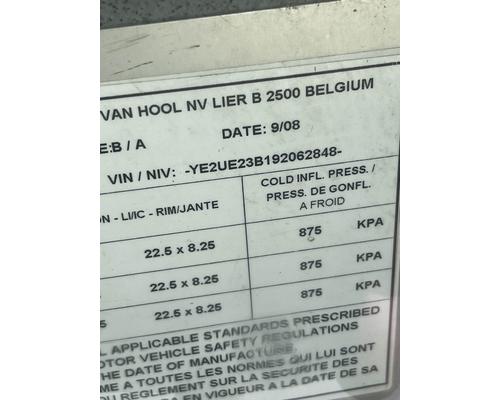 VAN HOOL NV LIER B 2500 BELGIUM
E:B / A DATE: 9/08
VIN / NIV: -YE2UE23B192062848-
ON - LI/IC - RIM/JANTE COLD INFL. PRESS. / PRESS. DE GONFL. A FROID
22.5 x 8.25 875 KPA
22.5 x 8.25 875 KPA
5 22.5 x 8.25 875 KPA
L APPLICABLE STANDARDS PRESCRIBED
OTOR VEHICLE SAFETY REGULATIONS
HE DATE OF MANUFACTURE.
ME A TOUTES LES NORMES QUI LUI SONT
DU REGLEMENT SUR LA SECURITE DES
EN VIGUEUR A LA DATE DE SA